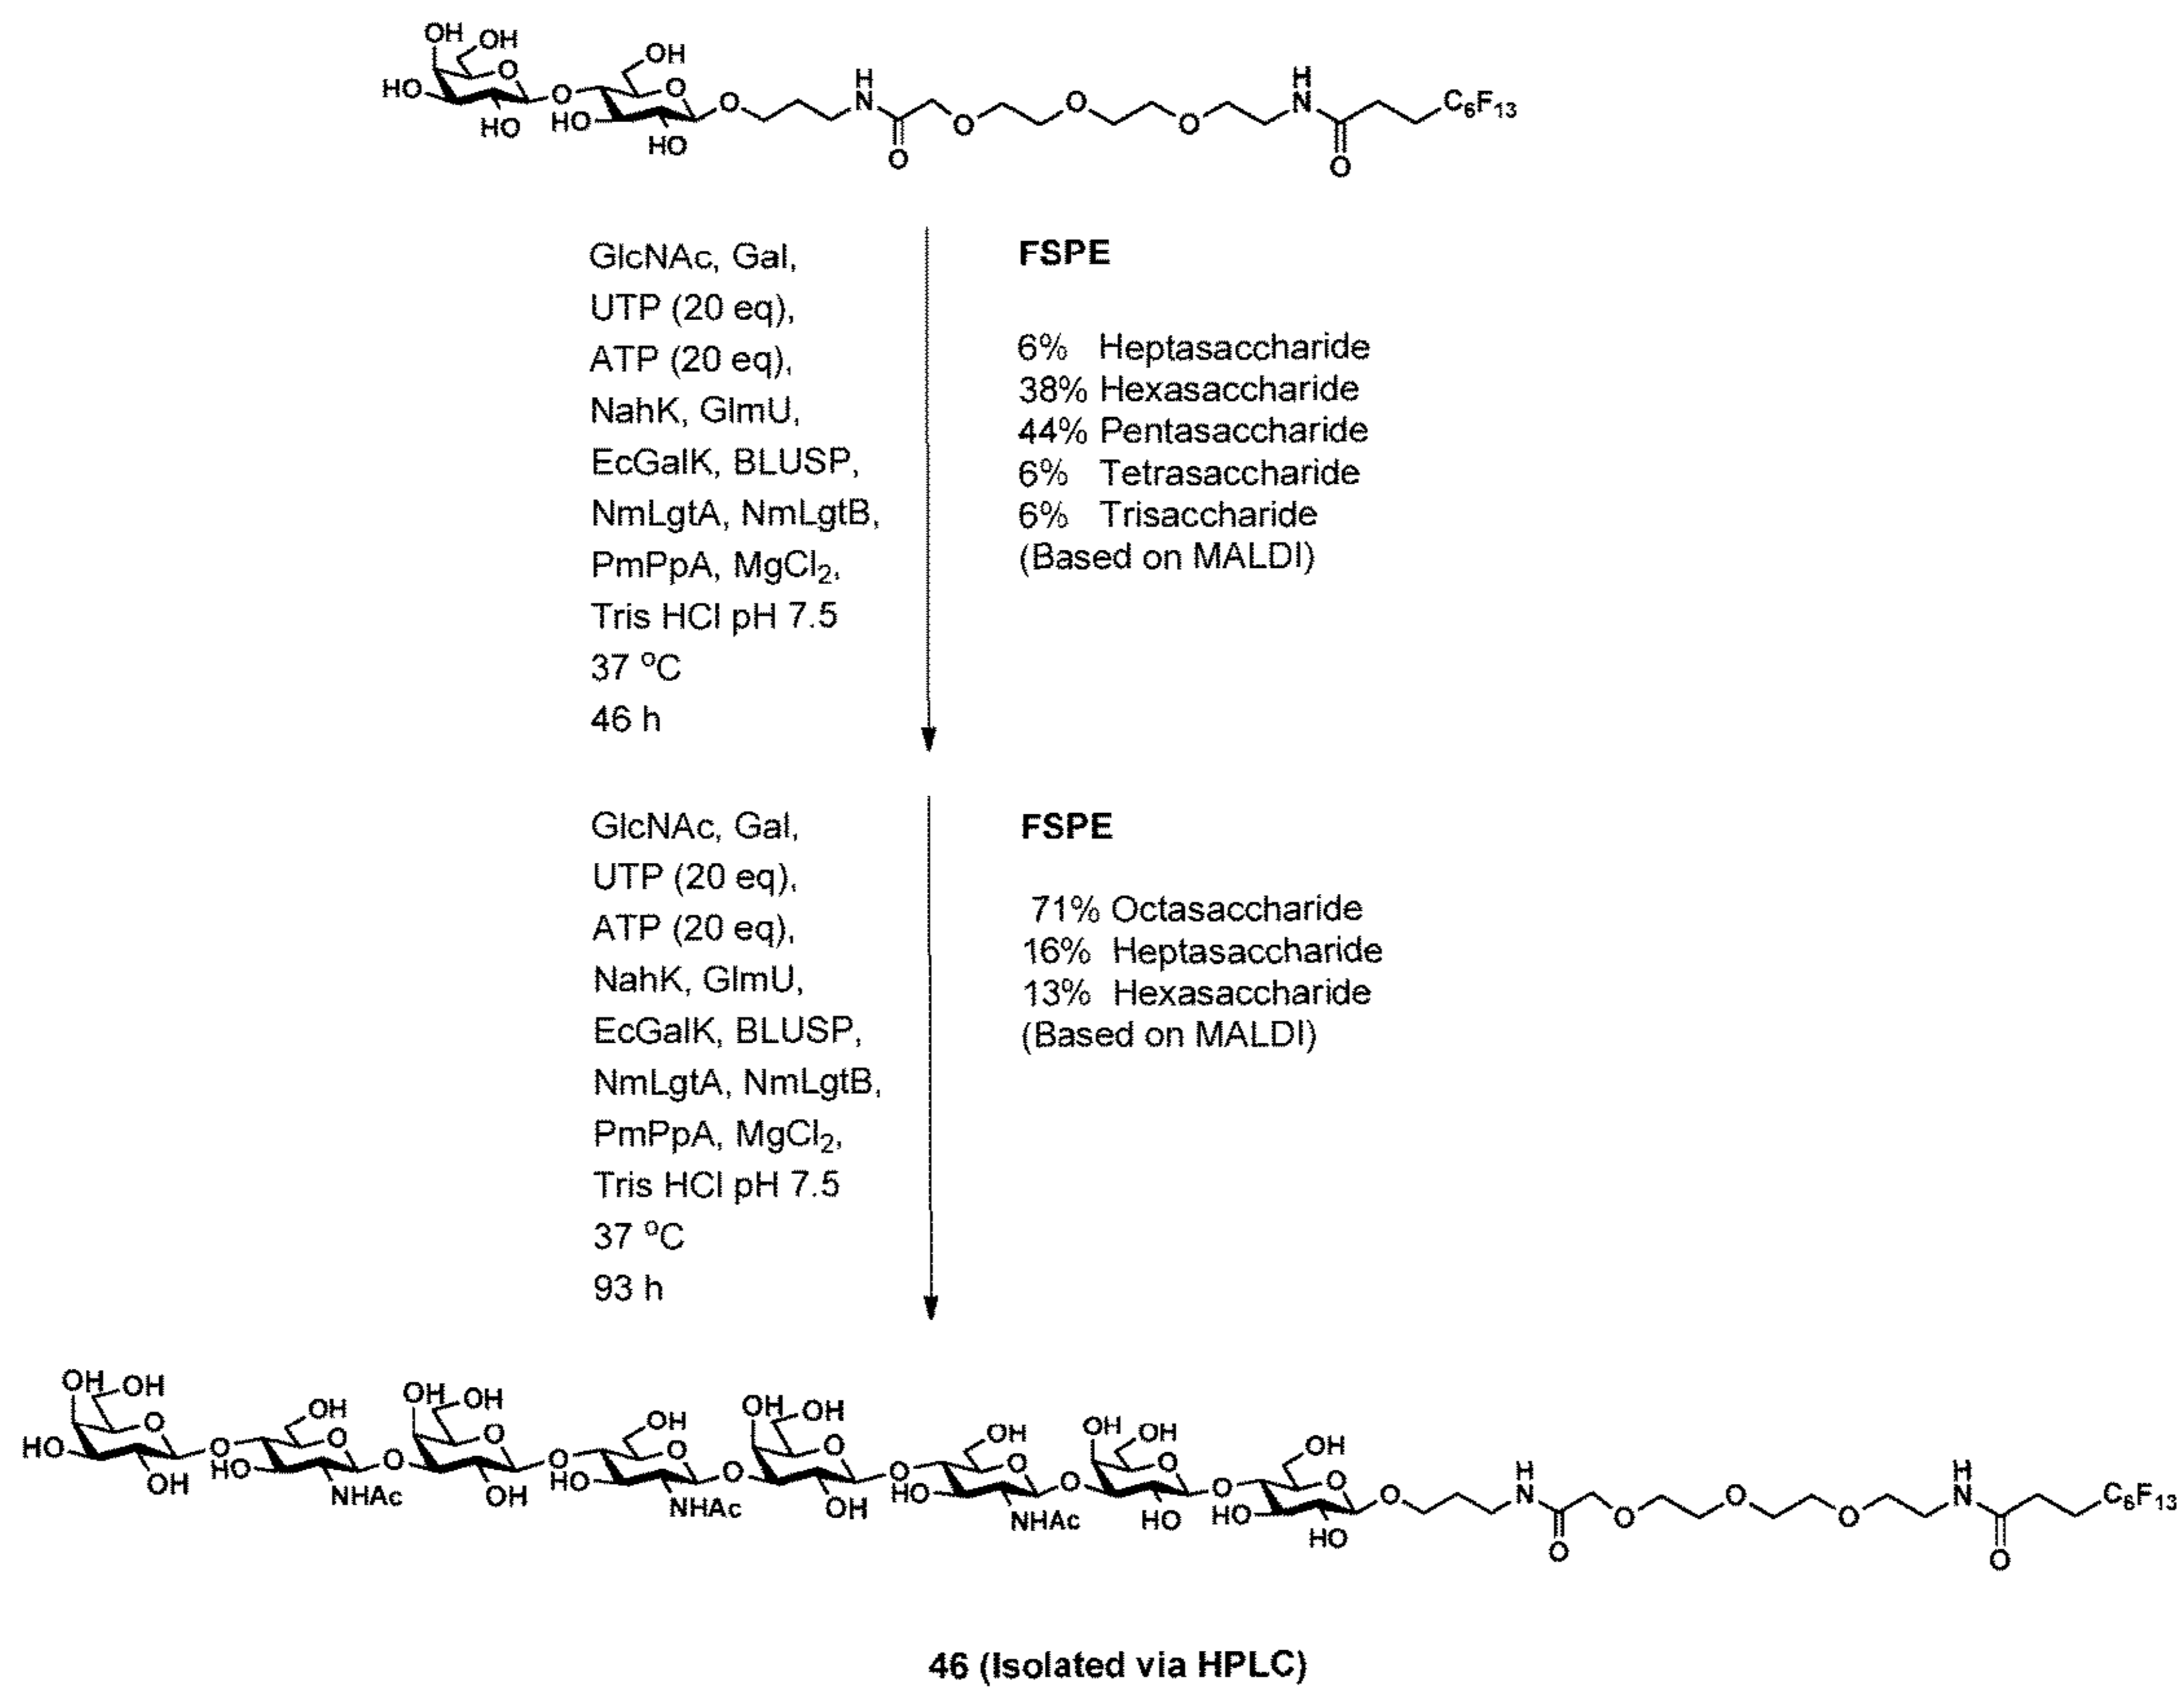 OH OH
OH
HO O O O
HO HO HO
H
N
O O O O
H
N
C₆F₁₃
O O
GlcNAc, Gal,
UTP (20 eq),
ATP (20 eq),
NahK, GlmU,
EcGalK, BLUSP,
NmLgtA, NmLgtB,
PmPpA, MgCl₂,
Tris HCl pH 7.5
37 ºC
46 h
FSPE
6% Heptasaccharide
38% Hexasaccharide
44% Pentasaccharide
6% Tetrasaccharide
6% Trisaccharide
(Based on MALDI)
GlcNAc, Gal,
UTP (20 eq),
ATP (20 eq),
NahK, GlmU,
EcGalK, BLUSP,
NmLgtA, NmLgtB,
PmPpA, MgCl₂,
Tris HCl pH 7.5
37 ºC
93 h
FSPE
71% Octasaccharide
16% Heptasaccharide
13% Hexasaccharide
(Based on MALDI)
OH OH OH OH OH OH OH OH OH OH OH OH
HO O O O O O O O O O O O O O O O O
OH HO NHAc OH HO NHAc OH HO NHAc HO HO HO
H
N
O O O
H
N
C₆F₁₃
O O
46 (Isolated via HPLC)